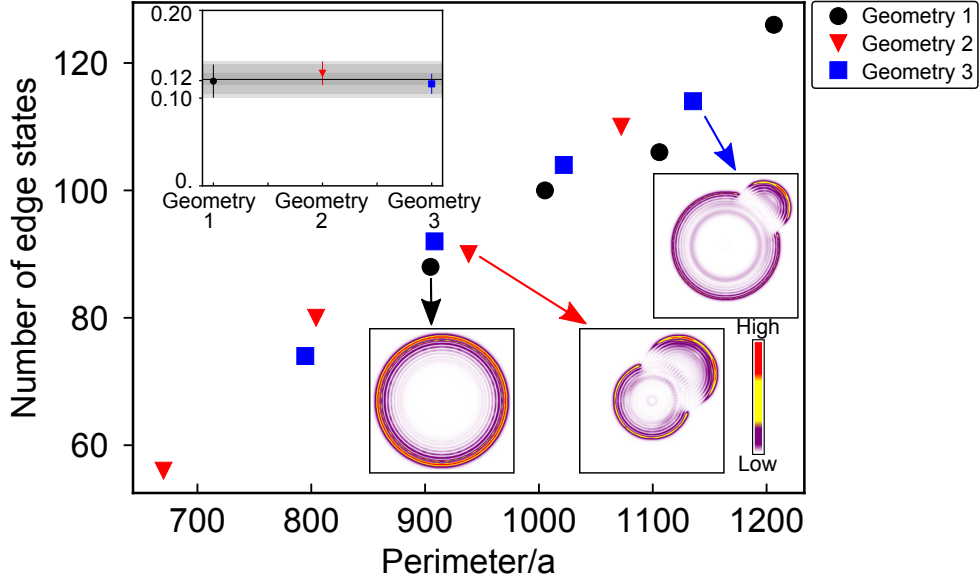 Number of edge states
120
100
80
60
700
800
900
1000
1100
1200
Perimeter/a
0.20
0.12
0.10
0.
Geometry
1
Geometry
2
Geometry
3
Geometry 1
Geometry 2
Geometry 3
High
Low